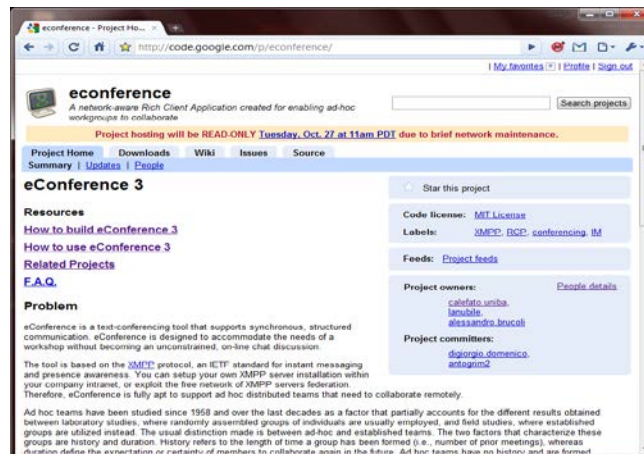 econference - Project Ho...
http://code.google.com/p/econference/
| My favorites | Profile | Sign out
econference
A network-aware Rich Client Application created for enabling ad-hoc
workgroups to collaborate
Search projects
Project hosting will be READ-ONLY Tuesday, Oct. 27 at 11am PDT due to brief network maintenance.
Project Home Downloads Wiki Issues Source
Summary | Updates | People
eConference 3
Resources
How to build eConference 3
How to use eConference 3
Related Projects
F.A.Q.
Problem
eConference is a text-conferencing tool that supports synchronous, structured
communication. eConference is designed to accommodate the needs of a
workshop without becoming an unconstrained, on-line chat discussion.
The tool is based on the XMPP protocol, an IETF standard for instant messaging
and presence awareness. You can setup your own XMPP server installation within
your company intranet, or exploit the free network of XMPP servers federation.
Therefore, eConference is fully apt to support ad hoc distributed teams that need to collaborate remotely.
Ad hoc teams have been studied since 1958 and over the last decades as a factor that partially accounts for the different results obtained
between laboratory studies, where randomly assembled groups of individuals are usually employed, and field studies, where established
groups are utilized instead. The usual distinction made is between ad-hoc and established teams. The two factors that characterize these
groups are history and duration. History refers to the length of time a group has been formed (i.e., number of prior meetings), whereas
duration define the expectation or certainty of members to collaborate again in the future. Ad hoc teams have no history and are formed
Star this project
Code license: MIT License
Labels: XMPP, RCP, conferencing, IM
Feeds: Project feeds
Project owners: People details
calefato.uniba,
lanubile,
alessandro.brucoli
Project committers:
digiorgio.domenico,
antogrim2